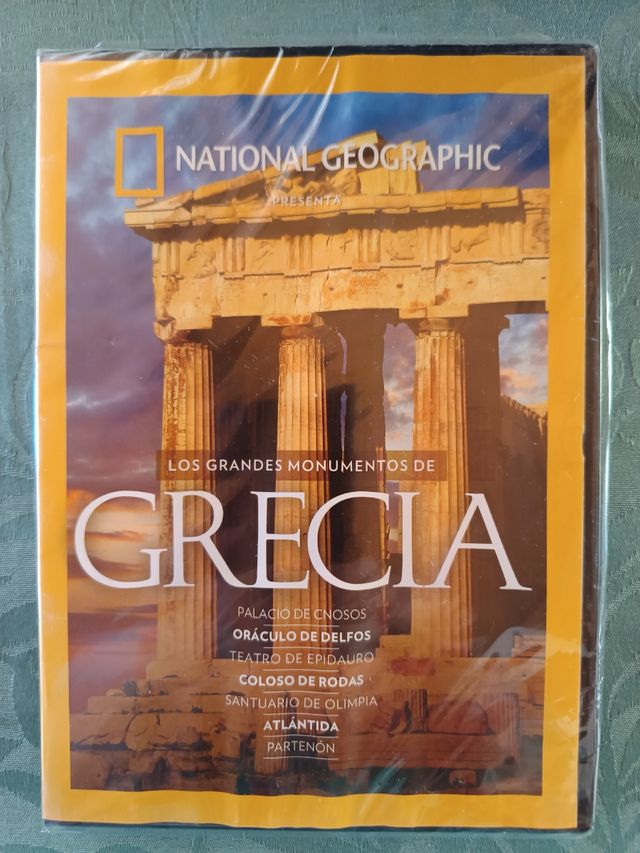 NATIONAL GEOGRAPHIC
PRESENTA
LOS GRANDES MONUMENTOS DE
GRECIA
PALACIO DE CNOSOS
ORÁCULO DE DELFOS
TEATRO DE EPIDAURO
COLOSO DE RODAS
SANTUARIO DE OLIMPIA
ATLÁNTIDA
PARTENÓN